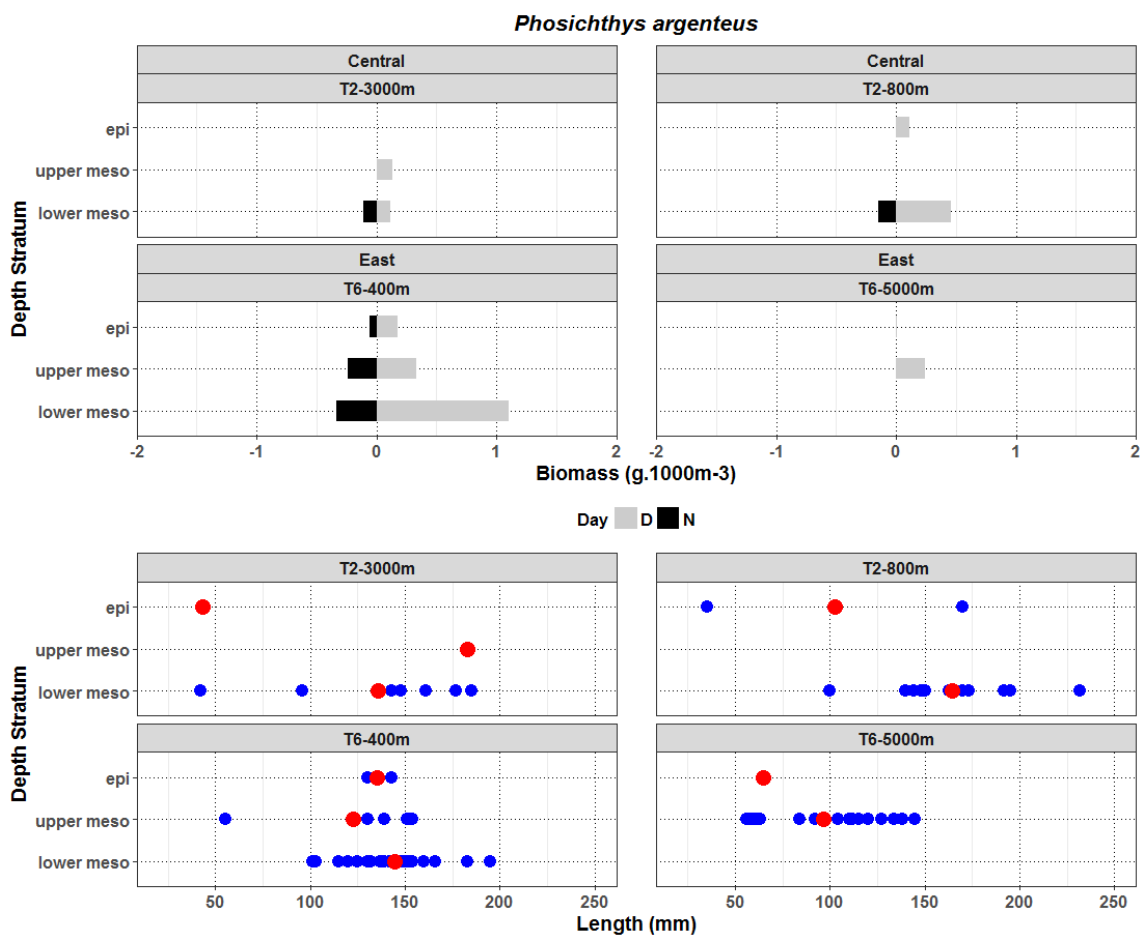 Phosichthys argenteus
Central Central
T2-3000m T2-800m
epi
upper meso
lower meso
East East
T6-400m T6-5000m
epi
upper meso
lower meso
Depth Stratum
-2 -1 0 1 2 -2 -1 0 1 2
Biomass (g.1000m-3)
Day D N
T2-3000m T2-800m
epi
upper meso
lower meso
T6-400m T6-5000m
epi
upper meso
lower meso
Depth Stratum
50 100 150 200 250 50 100 150 200 250
Length (mm)